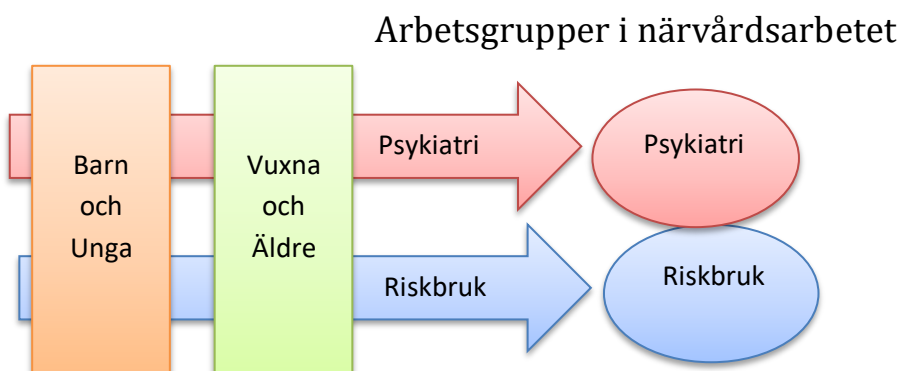 Arbetsgrupper i närvårdsarbetet
Barn
och
Unga
Vuxna
och
Äldre
Psykiatri
Psykiatri
Riskbruk
Riskbruk